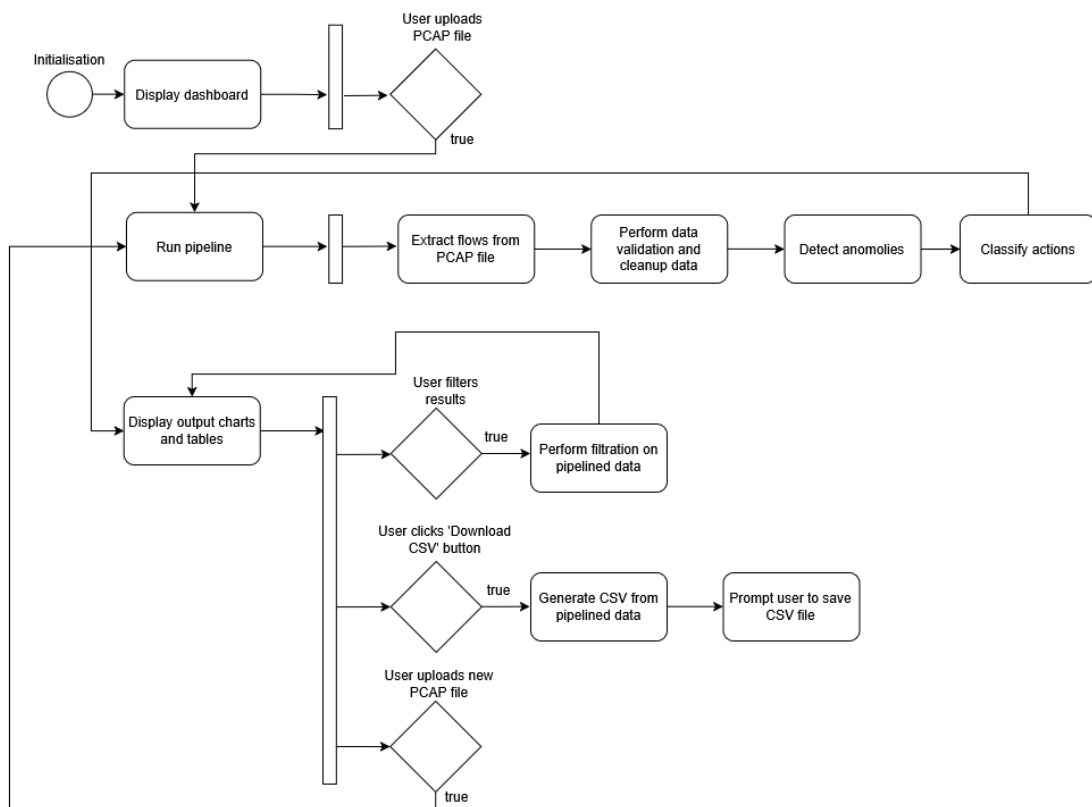 User uploads
PCAP file
Initialisation
Display dashboard
true
Run pipeline
Extract flows from
PCAP file
Perform data
validation and
cleanup data
Detect anomolies
Classify actions
Display output charts
and tables
User filters
results
true
Perform filtration on
pipelined data
User clicks 'Download
CSV' button
true
Generate CSV from
pipelined data
Prompt user to save
CSV file
User uploads new
PCAP file
true